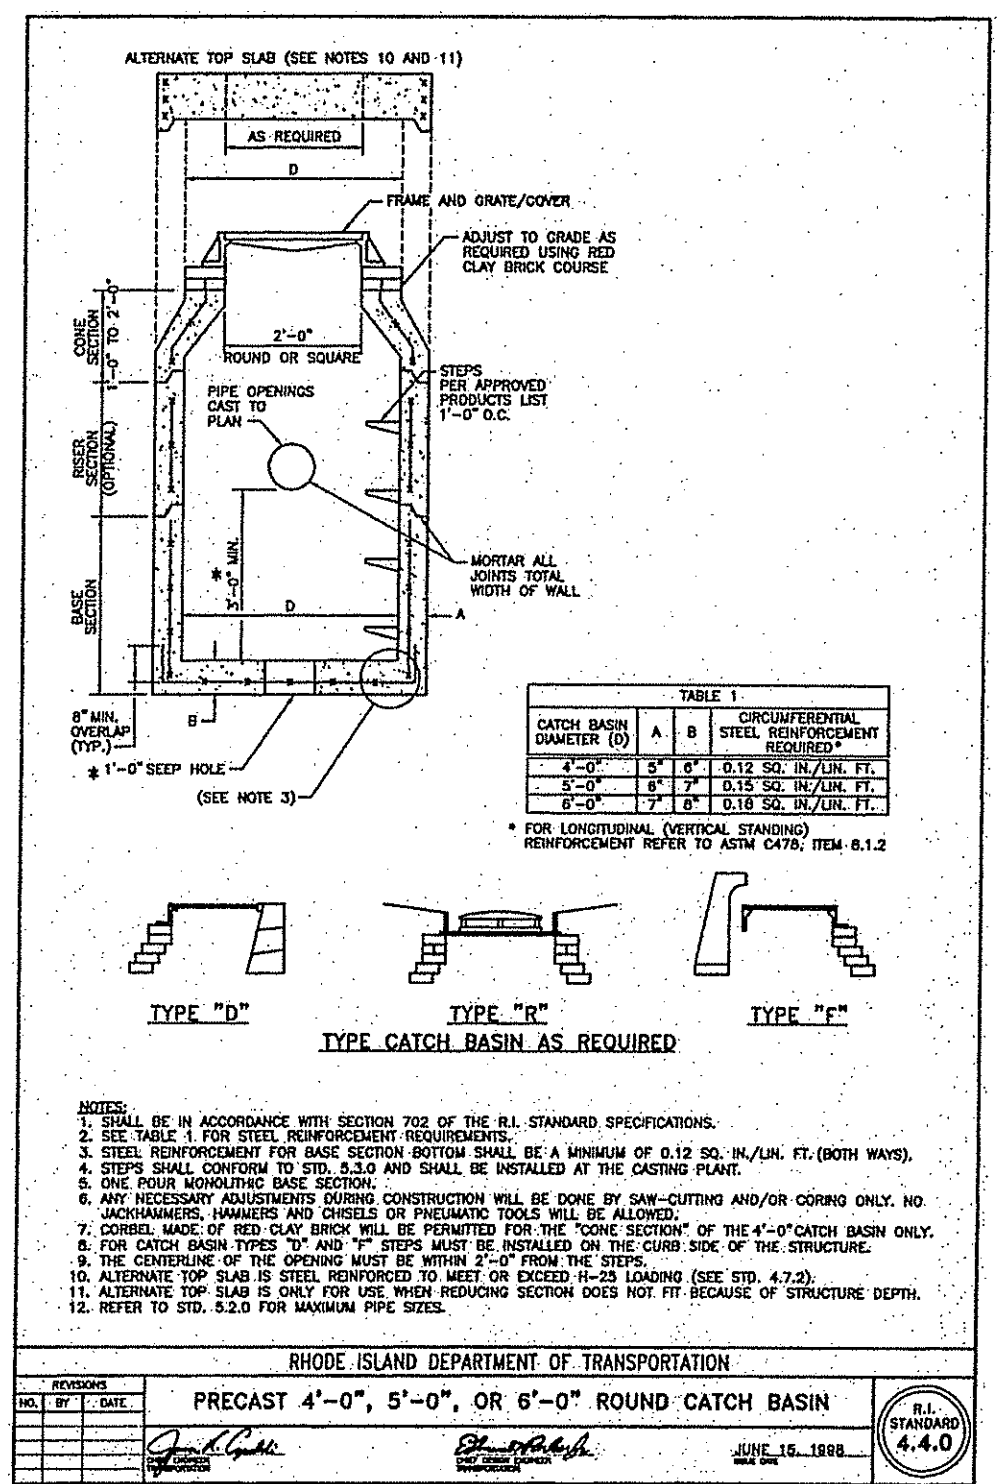 ALTERNATE TOP SLAB (SEE NOTES 10 AND 11)
AS REQUIRED
D
FRAME AND GRATE/COVER
ADJUST TO GRADE AS
REQUIRED USING RED
CLAY BRICK COURSE
CONE
SECTION
1'-0" TO 2'-0"
2'-0"
ROUND OR SQUARE
STEPS
PER APPROVED
PRODUCTS LIST
1'-0" O.C.
PIPE OPENINGS
CAST TO
PLAN
RISER
SECTION
(OPTIONAL)
* 3'-0" MIN.
MORTAR ALL
JOINTS TOTAL
WIDTH OF WALL
BASE
SECTION
D
A
8" MIN.
OVERLAP
(TYP.)
B
* 1'-0" SEEP HOLE
(SEE NOTE 3)
TABLE 1
CATCH BASIN
DIAMETER (D)
A
B
CIRCUMFERENTIAL
STEEL REINFORCEMENT
REQUIRED*
4'-0" 5" 6" 0.12 SQ. IN./LIN. FT.
5'-0" 6" 7" 0.15 SQ. IN./LIN. FT.
6'-0" 7" 8" 0.18 SQ. IN./LIN. FT.
* FOR LONGITUDINAL (VERTICAL STANDING)
REINFORCEMENT REFER TO ASTM C478, ITEM 8.1.2
TYPE "D"
TYPE "R"
TYPE "F"
TYPE CATCH BASIN AS REQUIRED
NOTES:
1. SHALL BE IN ACCORDANCE WITH SECTION 702 OF THE R.I. STANDARD SPECIFICATIONS.
2. SEE TABLE 1 FOR STEEL REINFORCEMENT REQUIREMENTS.
3. STEEL REINFORCEMENT FOR BASE SECTION BOTTOM SHALL BE A MINIMUM OF 0.12 SQ. IN./LIN. FT. (BOTH WAYS).
4. STEPS SHALL CONFORM TO STD. 5.3.0 AND SHALL BE INSTALLED AT THE CASTING PLANT.
5. ONE POUR MONOLITHIC BASE SECTION.
6. ANY NECESSARY ADJUSTMENTS DURING CONSTRUCTION WILL BE DONE BY SAW-CUTTING AND/OR CORING ONLY. NO
JACKHAMMERS, HAMMERS AND CHISELS OR PNEUMATIC TOOLS WILL BE ALLOWED.
7. CORBEL MADE OF RED CLAY BRICK WILL BE PERMITTED FOR THE "CONE SECTION" OF THE 4'-0" CATCH BASIN ONLY.
8. FOR CATCH BASIN TYPES "D" AND "F" STEPS MUST BE INSTALLED ON THE CURB SIDE OF THE STRUCTURE.
9. THE CENTERLINE OF THE OPENING MUST BE WITHIN 2'-0" FROM THE STEPS.
10. ALTERNATE TOP SLAB IS STEEL REINFORCED TO MEET OR EXCEED H-25 LOADING (SEE STD. 4.7.2).
11. ALTERNATE TOP SLAB IS ONLY FOR USE WHEN REDUCING SECTION DOES NOT FIT BECAUSE OF STRUCTURE DEPTH.
12. REFER TO STD. 5.2.0 FOR MAXIMUM PIPE SIZES.
RHODE ISLAND DEPARTMENT OF TRANSPORTATION
REVISIONS
NO. BY DATE
PRECAST 4'-0", 5'-0", OR 6'-0" ROUND CATCH BASIN
CHIEF ENGINEER
TRANSPORTATION
CHIEF DESIGN ENGINEER
TRANSPORTATION
JUNE 15, 1998
ISSUE DATE
R.I.
STANDARD
4.4.0